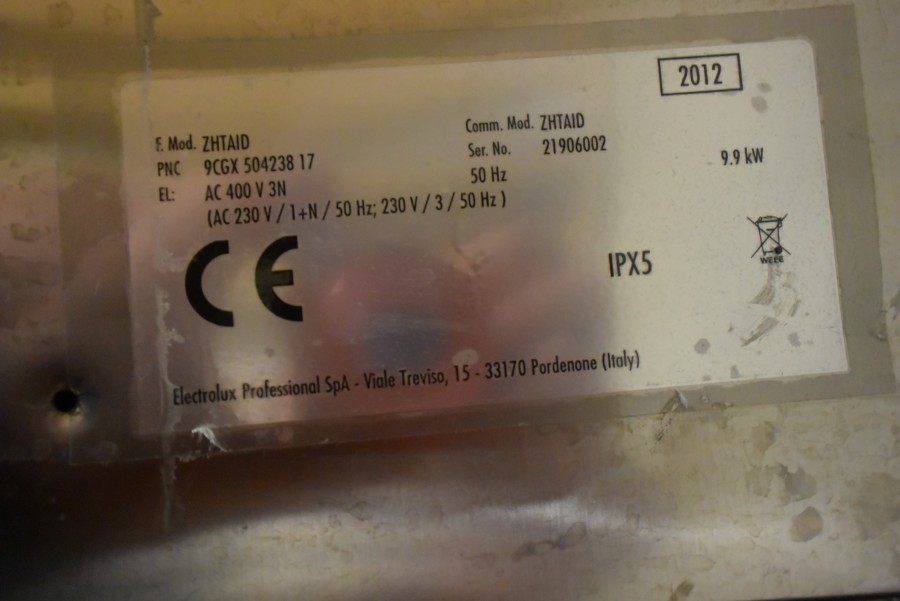 2012
F. Mod. ZHTAID
Comm. Mod. ZHTAID
PNC 9CGX 504238 17
Ser. No. 21906002
9.9 kW
EL: AC 400 V 3N
50 Hz
(AC 230 V / 1+N / 50 Hz; 230 V / 3 / 50 Hz )
CE
IPX5
WEEE
Electrolux Professional SpA - Viale Treviso, 15 - 33170 Pordenone (Italy)